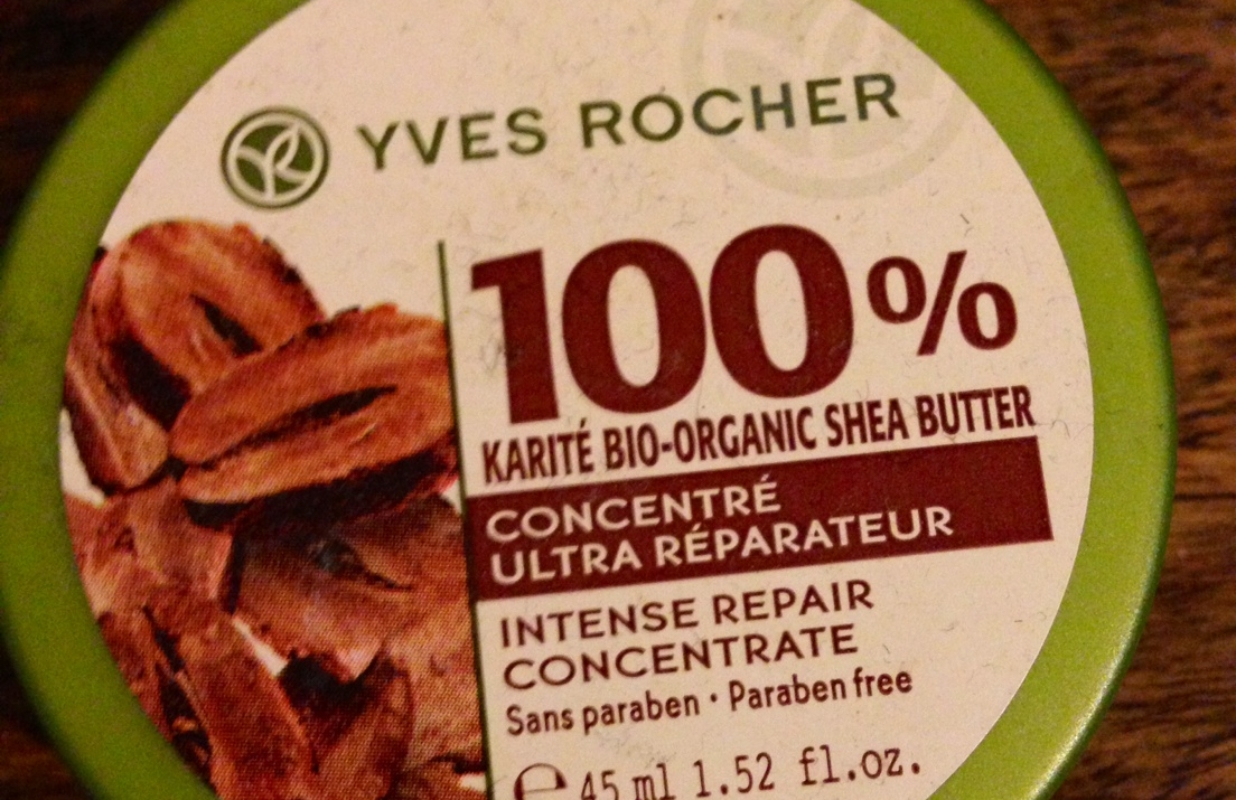 YVES ROCHER
100%
KARITÉ BIO-ORGANIC SHEA BUTTER
CONCENTRÉ
ULTRA RÉPARATEUR
INTENSE REPAIR
CONCENTRATE
Sans paraben · Paraben free
℮ 45 ml 1.52 fl.oz.